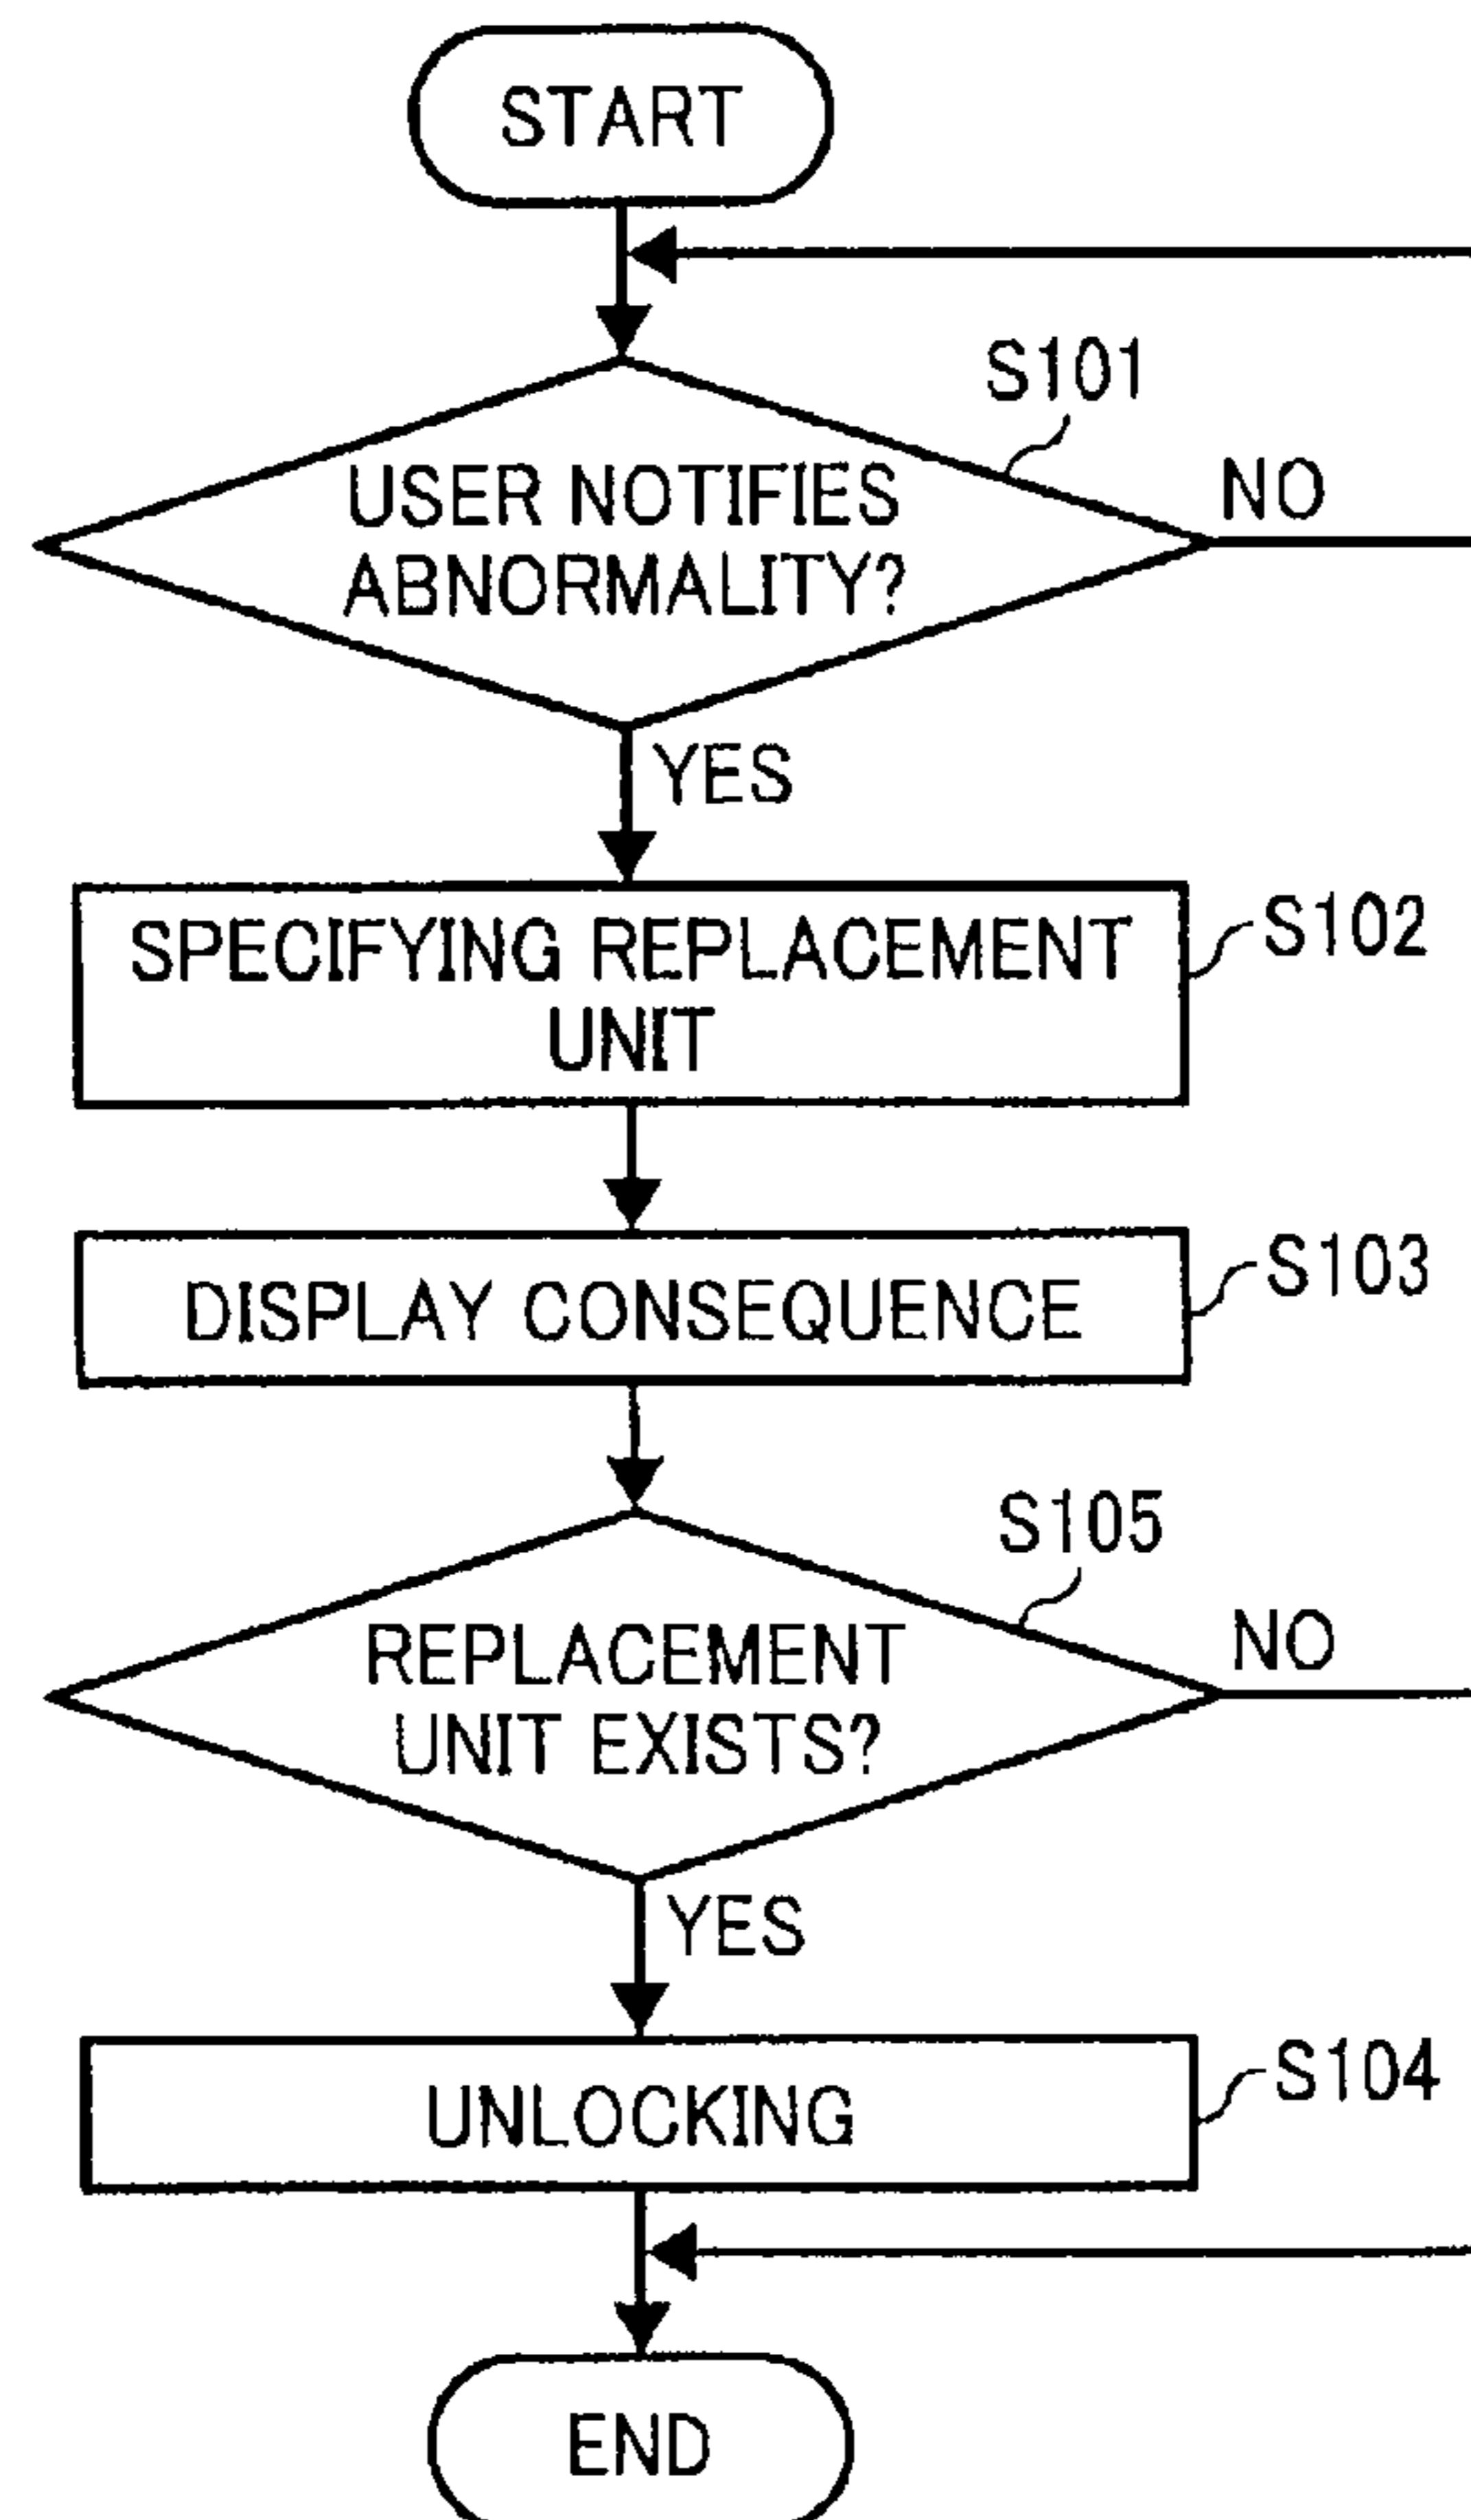 START
S101
USER NOTIFIES
ABNORMALITY?
NO
YES
SPECIFYING REPLACEMENT
UNIT
S102
DISPLAY CONSEQUENCE
S103
S105
REPLACEMENT
UNIT EXISTS?
NO
YES
UNLOCKING
S104
END